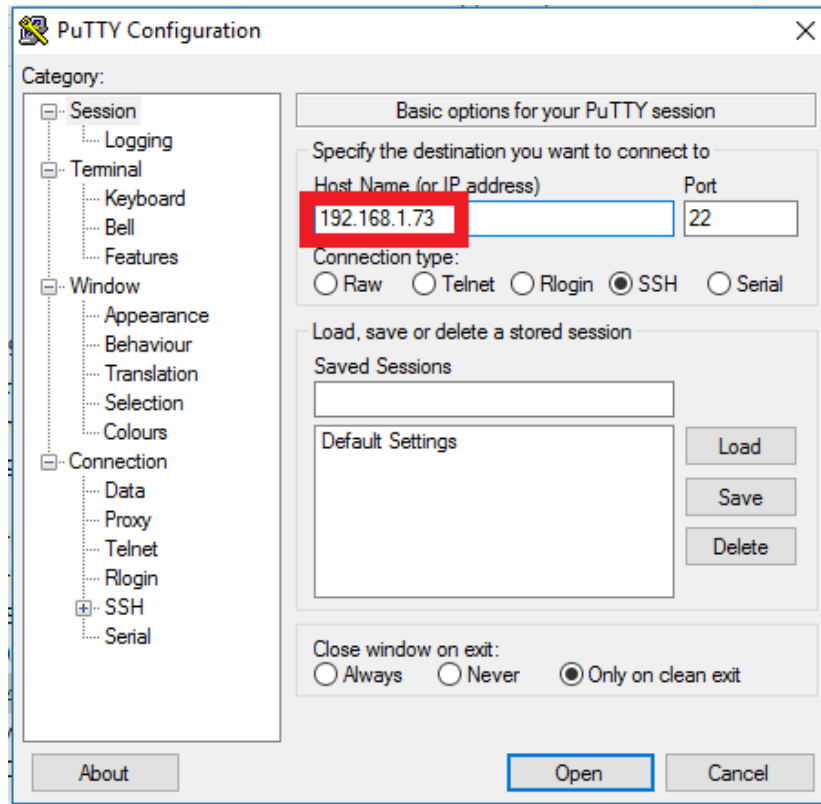 PuTTY Configuration
Category:
Session
Logging
Terminal
Keyboard
Bell
Features
Window
Appearance
Behaviour
Translation
Selection
Colours
Connection
Data
Proxy
Telnet
Rlogin
SSH
Serial
Basic options for your PuTTY session
Specify the destination you want to connect to
Host Name (or IP address) Port
192.168.1.73 22
Connection type:
Raw Telnet Rlogin SSH Serial
Load, save or delete a stored session
Saved Sessions
Default Settings
Load
Save
Delete
Close window on exit:
Always Never Only on clean exit
About Open Cancel